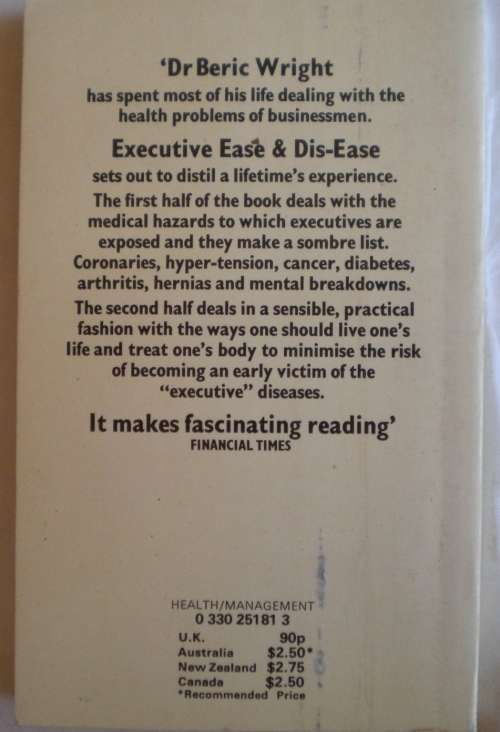 ‘Dr Beric Wright
has spent most of his life dealing with the
health problems of businessmen.
Executive Ease & Dis-Ease
sets out to distil a lifetime’s experience.
The first half of the book deals with the
medical hazards to which executives are
exposed and they make a sombre list.
Coronaries, hyper-tension, cancer, diabetes,
arthritis, hernias and mental breakdowns.
The second half deals in a sensible, practical
fashion with the ways one should live one’s
life and treat one’s body to minimise the risk
of becoming an early victim of the
“executive” diseases.
It makes fascinating reading’
FINANCIAL TIMES
HEALTH/MANAGEMENT
0 330 25181 3
U.K. 90p
Australia $2.50*
New Zealand $2.75
Canada $2.50
*Recommended Price